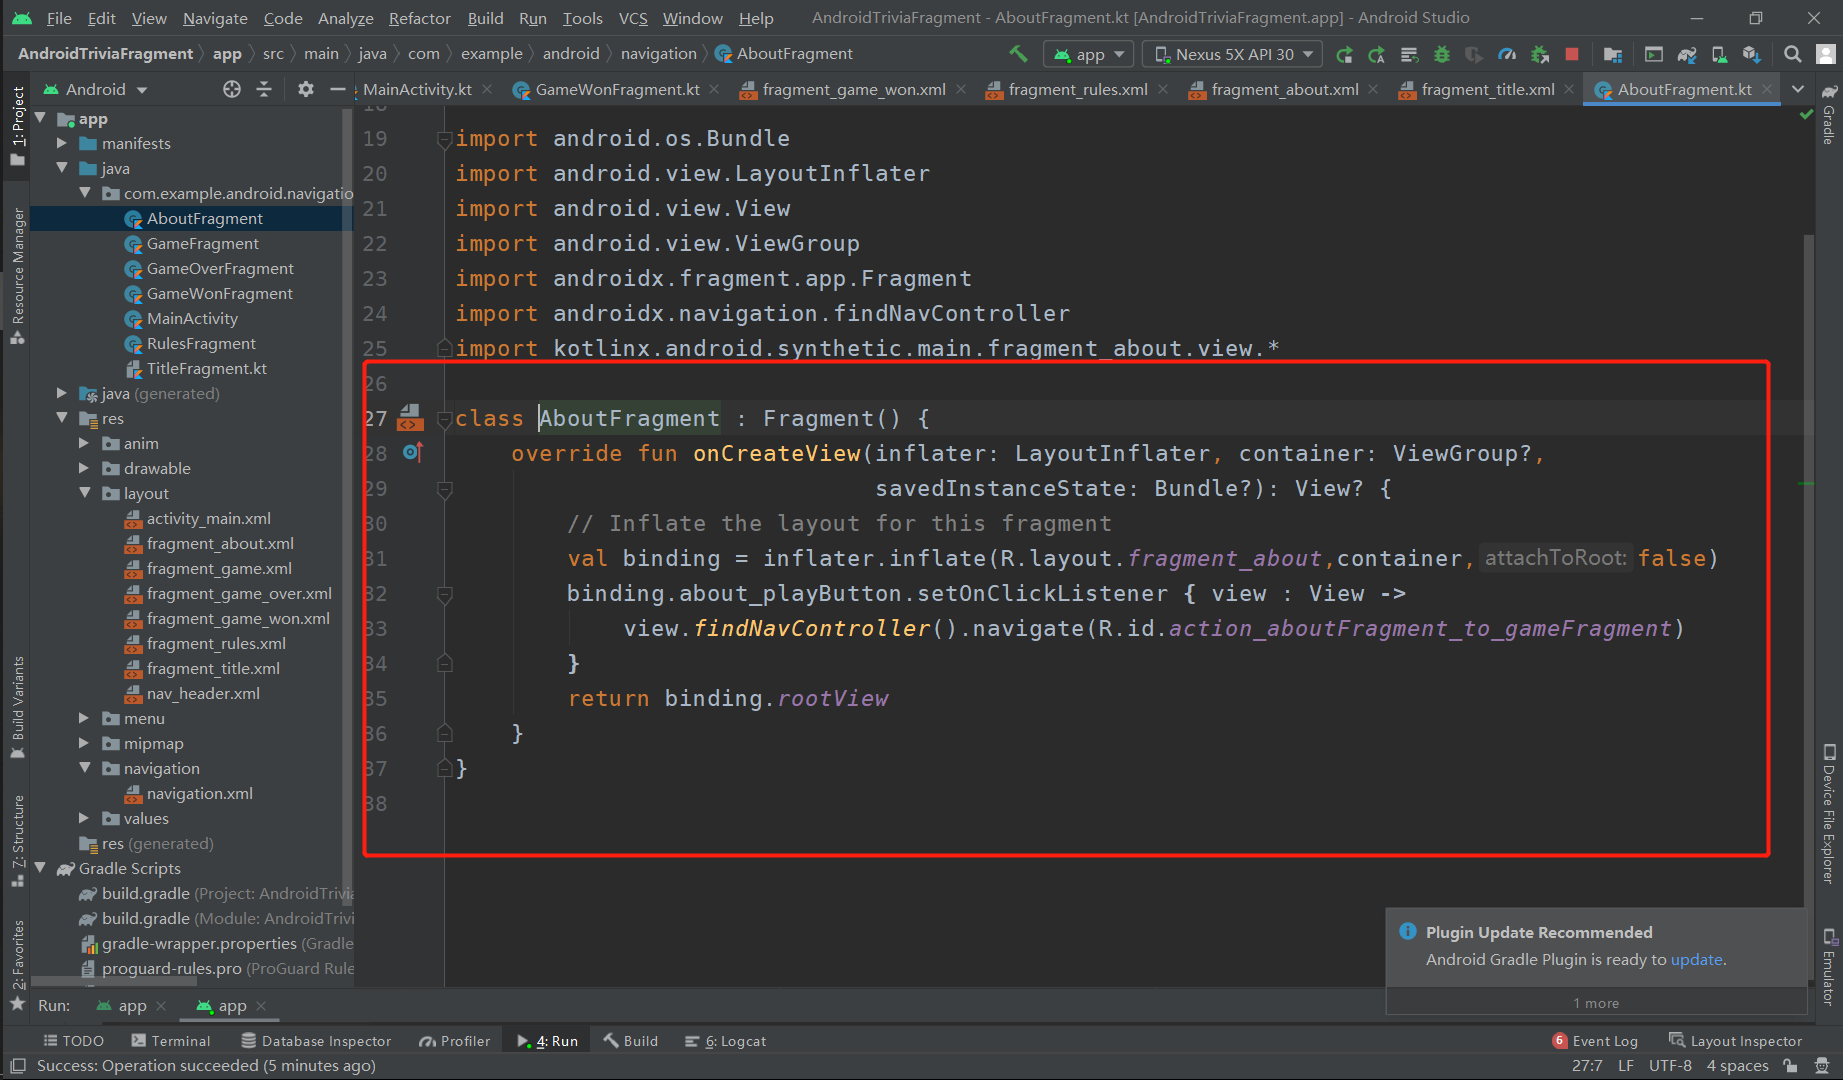 File Edit View Navigate Code Analyze Refactor Build Run Tools VCS Window Help AndroidTriviaFragment - AboutFragment.kt [AndroidTriviaFragment.app] - Android Studio
AndroidTriviaFragment app src main java com example android navigation AboutFragment app Nexus 5X API 30
Android
MainActivity.kt GameWonFragment.kt fragment_game_won.xml fragment_rules.xml fragment_about.xml fragment_title.xml AboutFragment.kt
1: Project
Resource Manager
Build Variants
7: Structure
2: Favorites
app
manifests
java
com.example.android.navigatio
AboutFragment
GameFragment
GameOverFragment
GameWonFragment
MainActivity
RulesFragment
TitleFragment.kt
java (generated)
res
anim
drawable
layout
activity_main.xml
fragment_about.xml
fragment_game.xml
fragment_game_over.xml
fragment_game_won.xml
fragment_rules.xml
fragment_title.xml
nav_header.xml
menu
mipmap
navigation
navigation.xml
values
res (generated)
Gradle Scripts
build.gradle (Project: AndroidTrivia
build.gradle (Module: AndroidTrivi
gradle-wrapper.properties (Gradle
proguard-rules.pro (ProGuard Rule
19 import android.os.Bundle
20 import android.view.LayoutInflater
21 import android.view.View
22 import android.view.ViewGroup
23 import androidx.fragment.app.Fragment
24 import androidx.navigation.findNavController
25 import kotlinx.android.synthetic.main.fragment_about.view.*
26
27 class AboutFragment : Fragment() {
28 override fun onCreateView(inflater: LayoutInflater, container: ViewGroup?,
29 savedInstanceState: Bundle?): View? {
30 // Inflate the layout for this fragment
31 val binding = inflater.inflate(R.layout.fragment_about,container, attachToRoot: false)
32 binding.about_playButton.setOnClickListener { view : View ->
33 view.findNavController().navigate(R.id.action_aboutFragment_to_gameFragment)
34 }
35 return binding.rootView
36 }
37 }
38
Gradle
Device File Explorer
Emulator
Plugin Update Recommended
Android Gradle Plugin is ready to update.
1 more
Run: app app
TODO Terminal Database Inspector Profiler 4: Run Build 6: Logcat 6 Event Log Layout Inspector
Success: Operation succeeded (5 minutes ago) 27:7 LF UTF-8 4 spaces